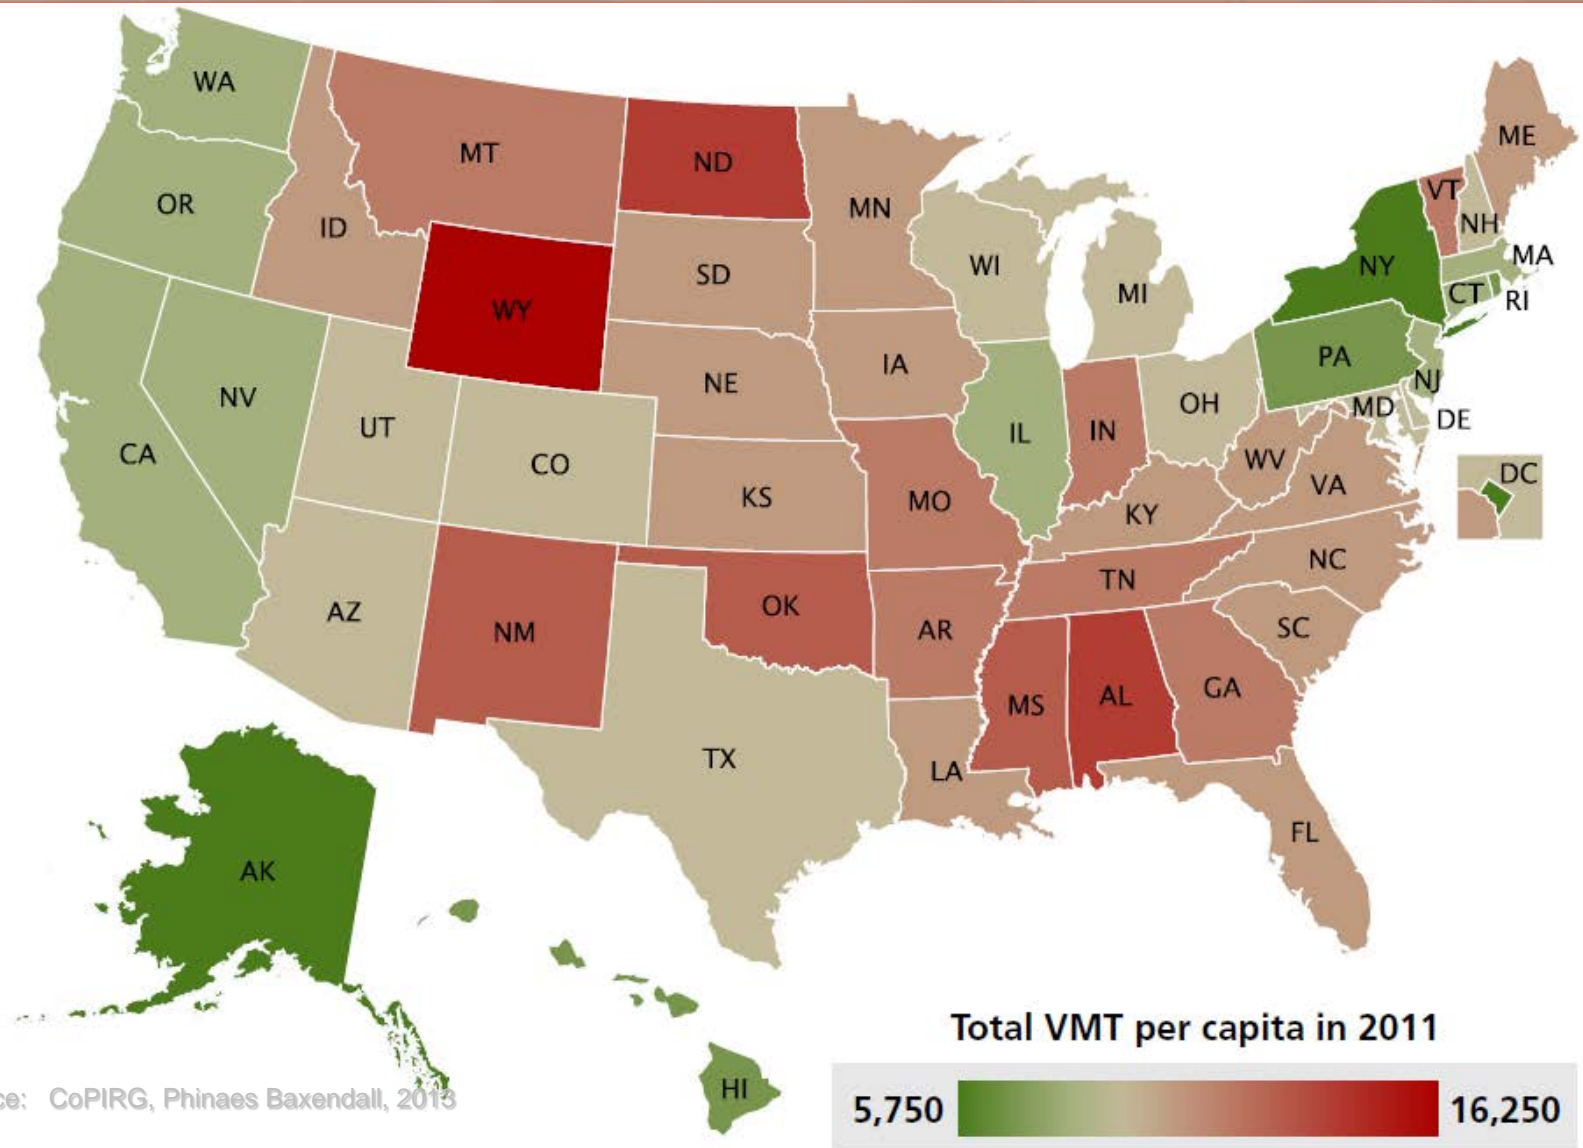 WA
ME
MT
ND
VT
OR
MN
NH
ID
MA
NY
WI
SD
CT
RI
MI
WY
PA
IA
NJ
NE
NV
OH
MD
DE
UT
IN
IL
CA
WV
CO
DC
VA
KS
MO
KY
NC
TN
OK
AZ
SC
AR
NM
GA
AL
MS
TX
LA
FL
AK
HI
Total VMT per capita in 2011
5,750
16,250
ce: CoPIRG, Phinaes Baxendall, 2013